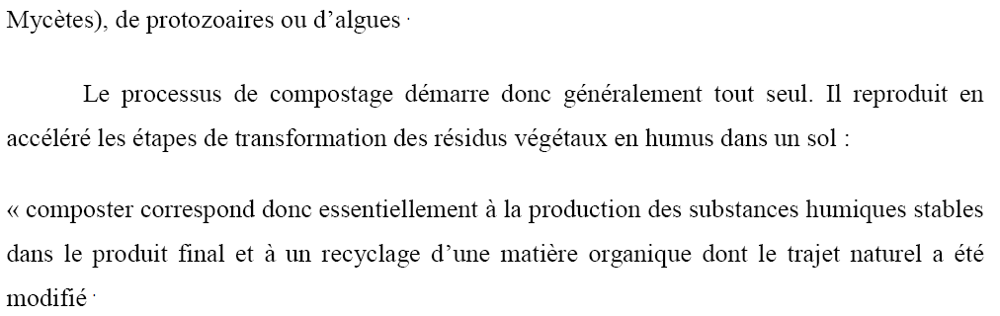 Mycètes), de protozoaires ou d’algues
Le processus de compostage démarre donc généralement tout seul. Il reproduit en
accéléré les étapes de transformation des résidus végétaux en humus dans un sol :
« composter correspond donc essentiellement à la production des substances humiques stables
dans le produit final et à un recyclage d’une matière organique dont le trajet naturel a été
modifié